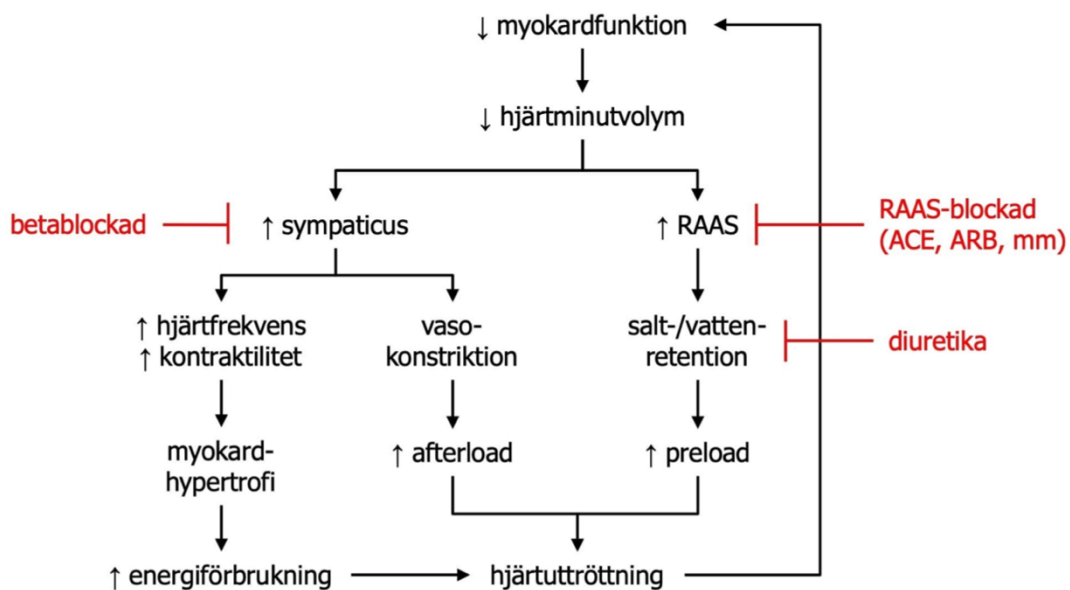 ↓ myokardfunktion
↓ hjärtminutvolym
betablockad
↑ sympaticus
↑ RAAS
RAAS-blockad
(ACE, ARB, mm)
↑ hjärtfrekvens
↑ kontraktilitet
vaso-
konstriktion
salt-/vatten-
retention
diuretika
myokard-
hypertrofi
↑ afterload
↑ preload
↑ energiförbrukning
hjärtuttröttning